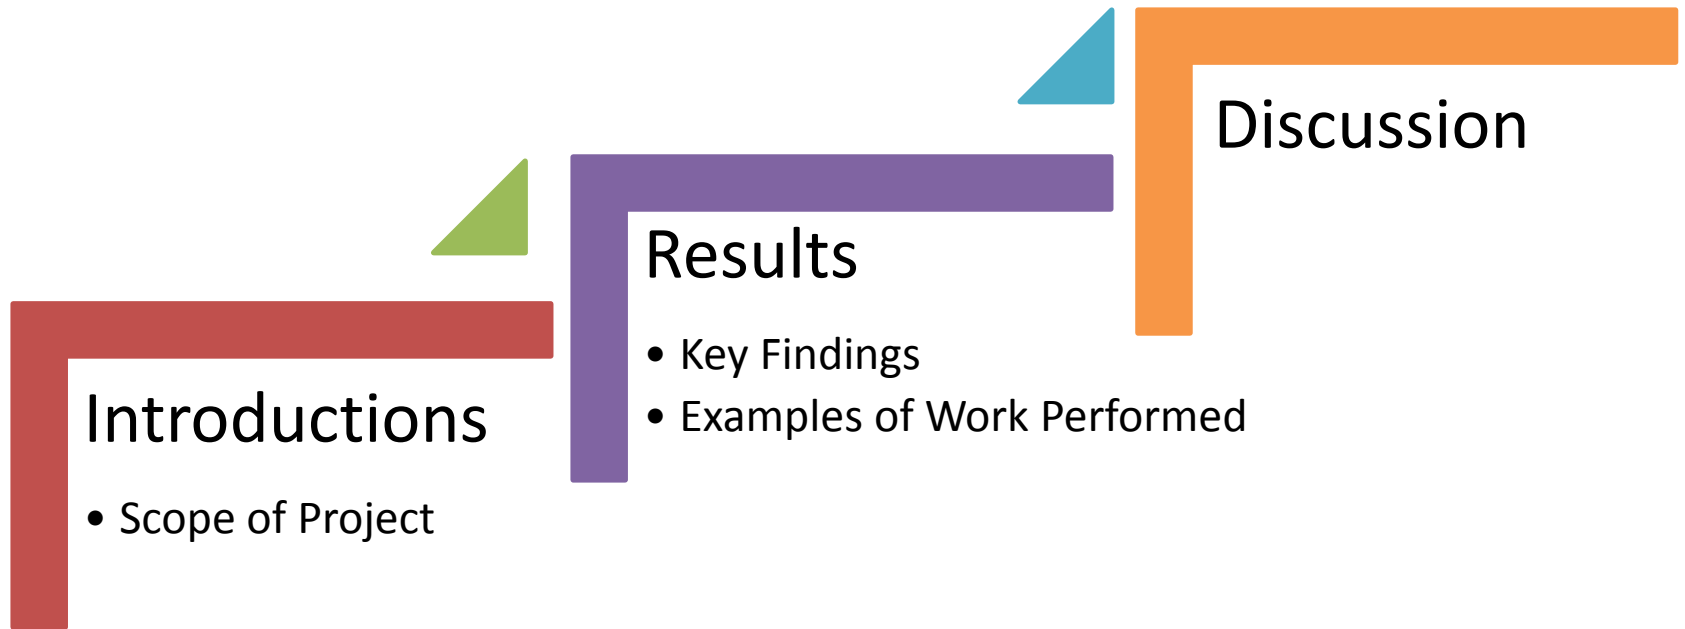 Introductions
• Scope of Project
Results
• Key Findings
• Examples of Work Performed
Discussion